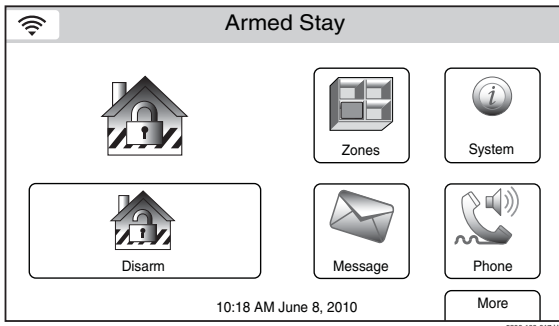 Armed Stay
Zones
System
Disarm
Message
Phone
10:18 AM June 8, 2010
More